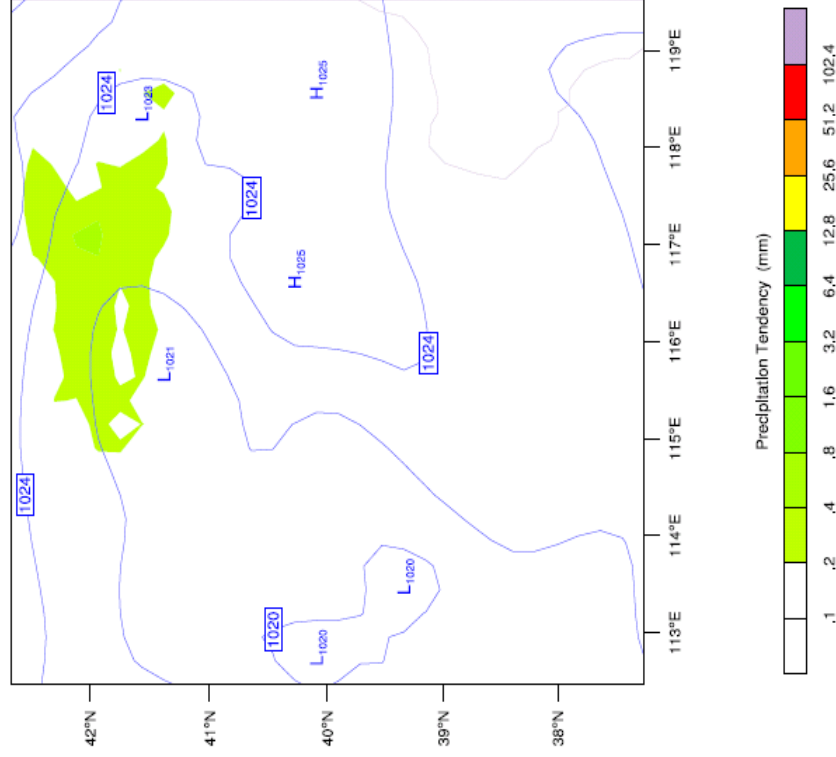 1024
L1023
H1025
1024
H1025
L1021
1024
1024
1020
L1020
L1020
119°E
118°E
117°E
116°E
115°E
114°E
113°E
42°N
41°N
40°N
39°N
38°N
Precipitation Tendency (mm)
102.4
51.2
25.6
12.8
6.4
3.2
1.6
.8
.4
.2
.1